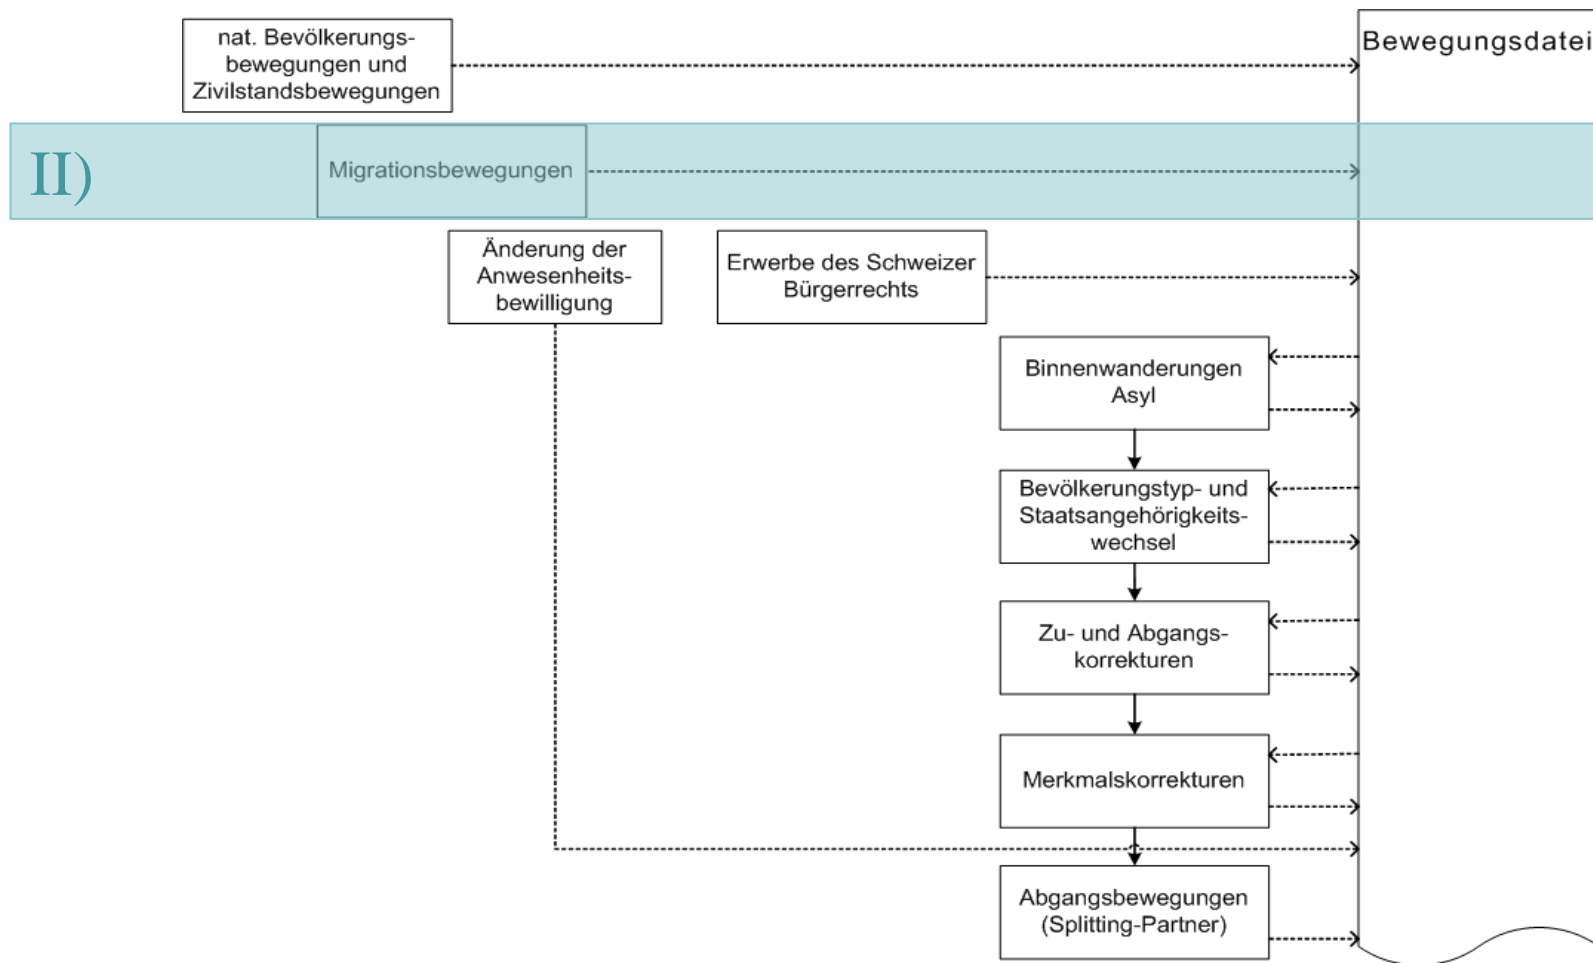 nat. Bevölkerungs-
bewegungen und
Zivilstandsbewegungen
Bewegungsdatei
II)
Migrationsbewegungen
Änderung der
Anwesenheits-
bewilligung
Erwerbe des Schweizer
Bürgerrechts
Binnenwanderungen
Asyl
Bevölkerungstyp- und
Staatsangehörigkeits-
wechsel
Zu- und Abgangs-
korrekturen
Merkmalskorrekturen
Abgangsbewegungen
(Splitting-Partner)